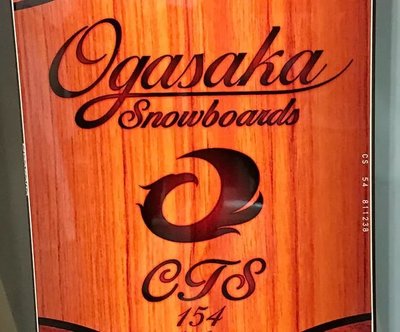 Ogasaka
Snowboards
CTS
154
CS 54 811238